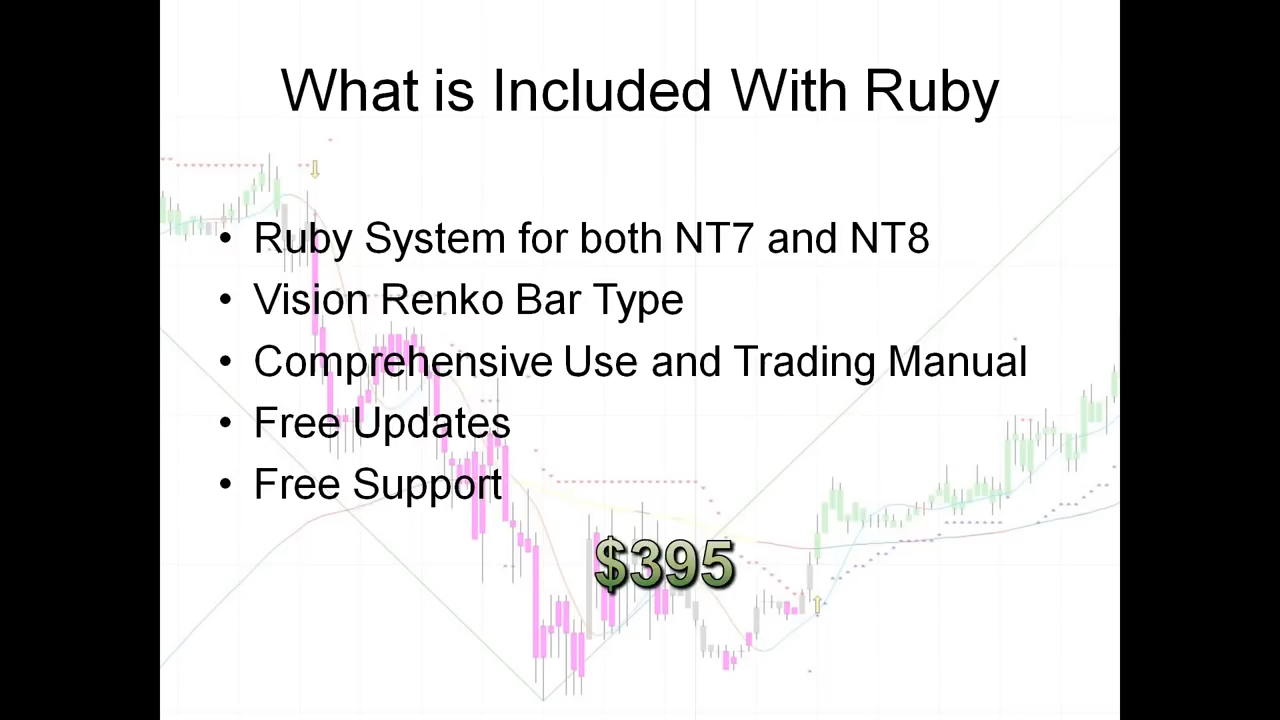 What is Included With Ruby
• Ruby System for both NT7 and NT8
• Vision Renko Bar Type
• Comprehensive Use and Trading Manual
• Free Updates
• Free Support
$395